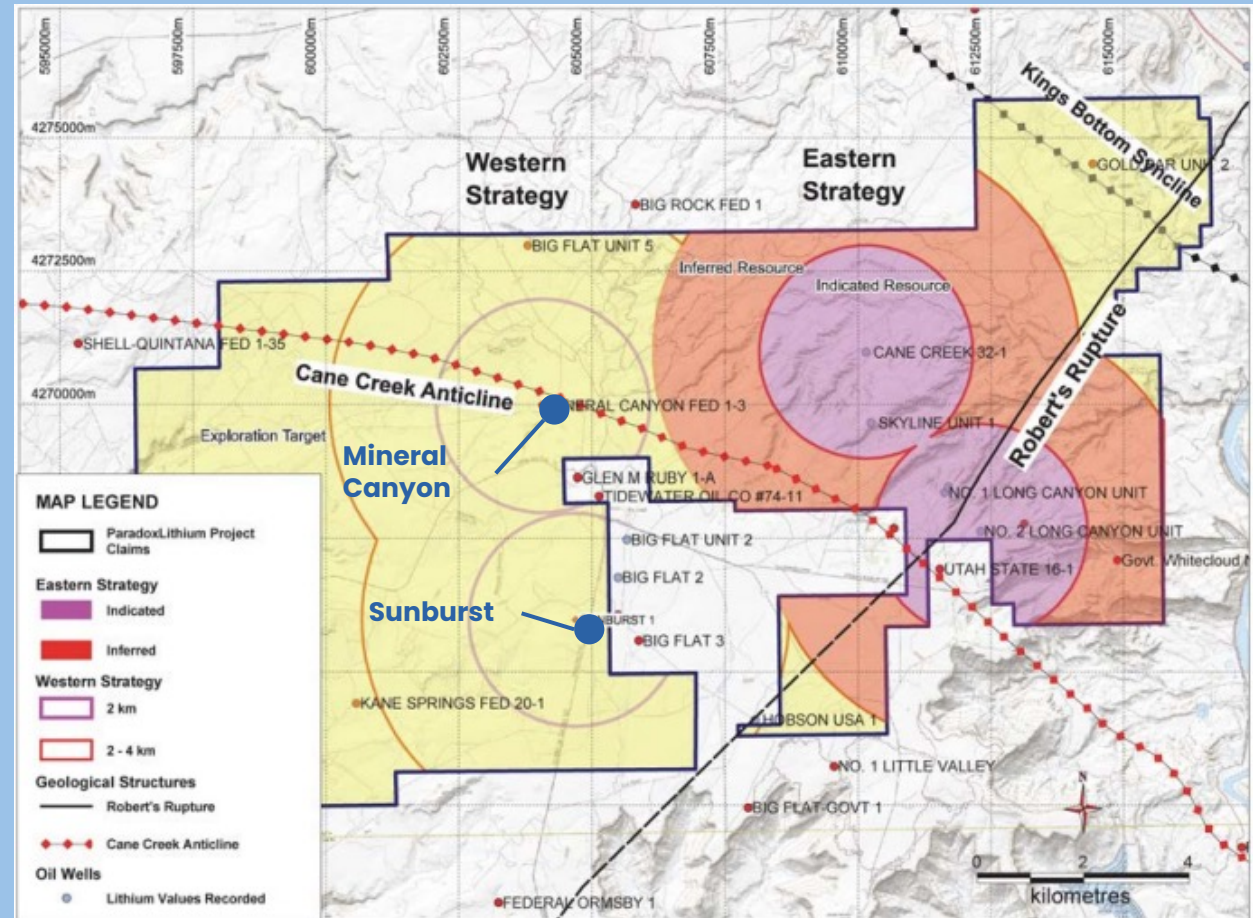 595000m
597500m
600000m
602500m
605000m
607500m
610000m
612500m
615000m
4275000m
4272500m
4270000m
Western
Strategy
Eastern
Strategy
Kings Bottom Syncline
GOLD BAR UNIT 2
BIG ROCK FED 1
BIG FLAT UNIT 5
Inferred Resource
Indicated Resource
SHELL-QUINTANA FED 1-35
CANE CREEK 32-1
Cane Creek Anticline
CANYON FED 1-3
Robert's Rupture
SKYLINE UNIT 1
Exploration Target
Mineral
Canyon
GLEN M RUBY 1-A
TIDEWATER OIL CO #74-11
NO. 1 LONG CANYON UNIT
NO. 2 LONG CANYON UNIT
BIG FLAT UNIT 2
BIG FLAT 2
UTAH STATE 16-1
Govt. Whitecloud
Sunburst
BIG FLAT 3
KANE SPRINGS FED 20-1
HOBSON USA 1
NO. 1 LITTLE VALLEY
BIG FLAT-GOVT 1
FEDERAL ORMSBY 1
MAP LEGEND
ParadoxLithium Project
Claims
Eastern Strategy
Indicated
Inferred
Western Strategy
2 km
2 - 4 km
Geological Structures
Robert's Rupture
Cane Creek Anticline
Oil Wells
Lithium Values Recorded
N
0 2 4
kilometres